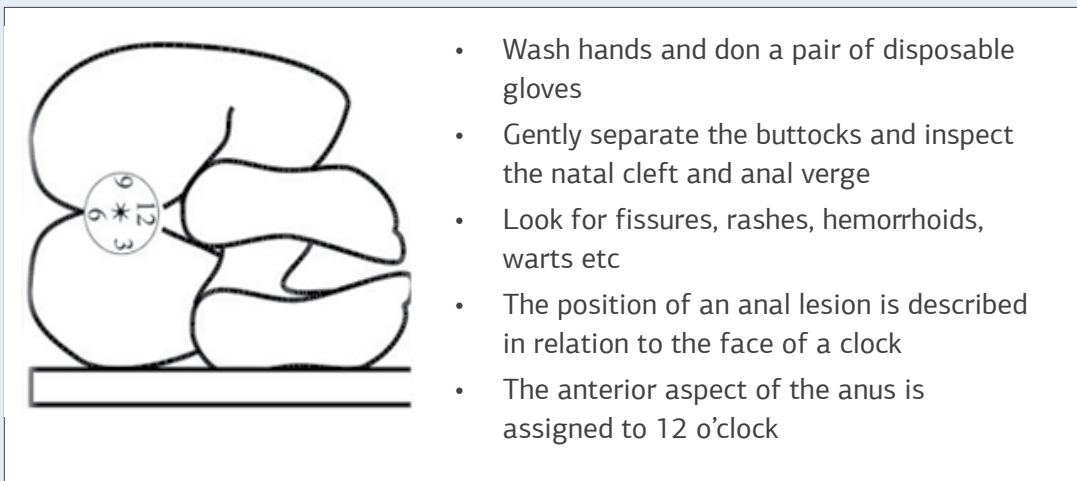 9
12
6
3
• Wash hands and don a pair of disposable
gloves
• Gently separate the buttocks and inspect
the natal cleft and anal verge
• Look for fissures, rashes, hemorrhoids,
warts etc
• The position of an anal lesion is described
in relation to the face of a clock
• The anterior aspect of the anus is
assigned to 12 o’clock